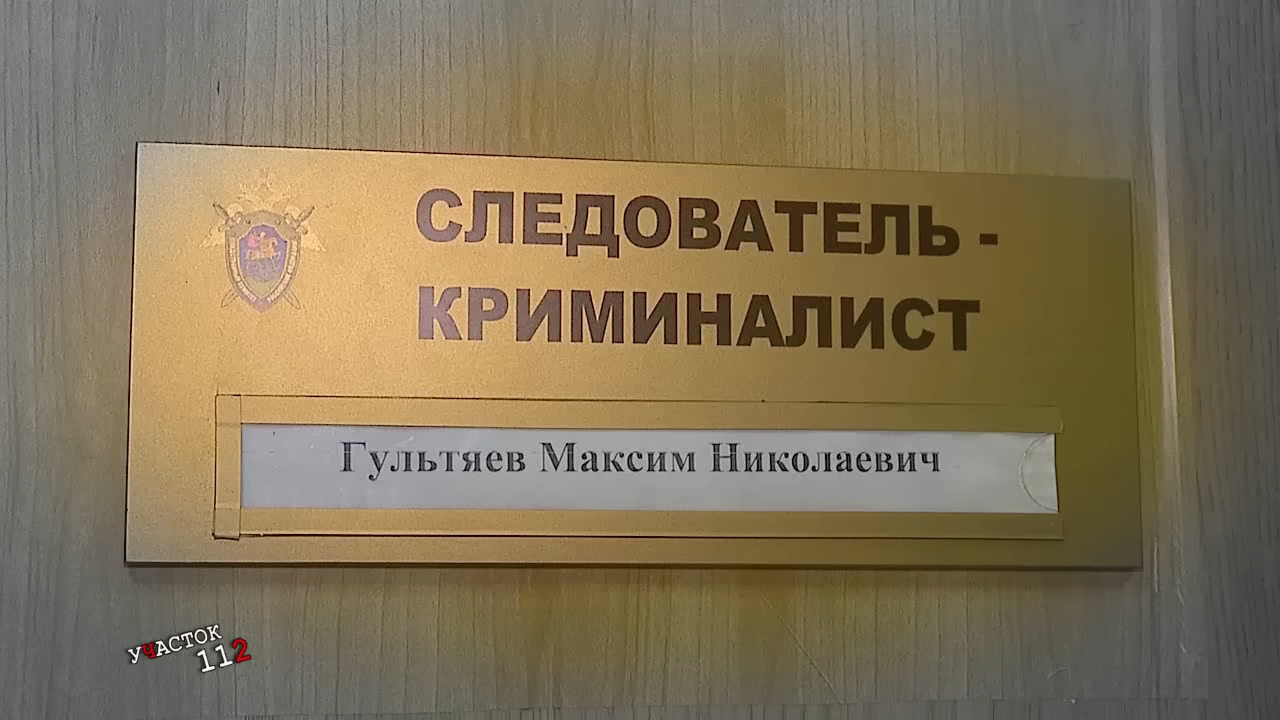 СЛЕДОВАТЕЛЬ -
КРИМИНАЛИСТ
Гультяев Максим Николаевич
УЧАСТОК
112